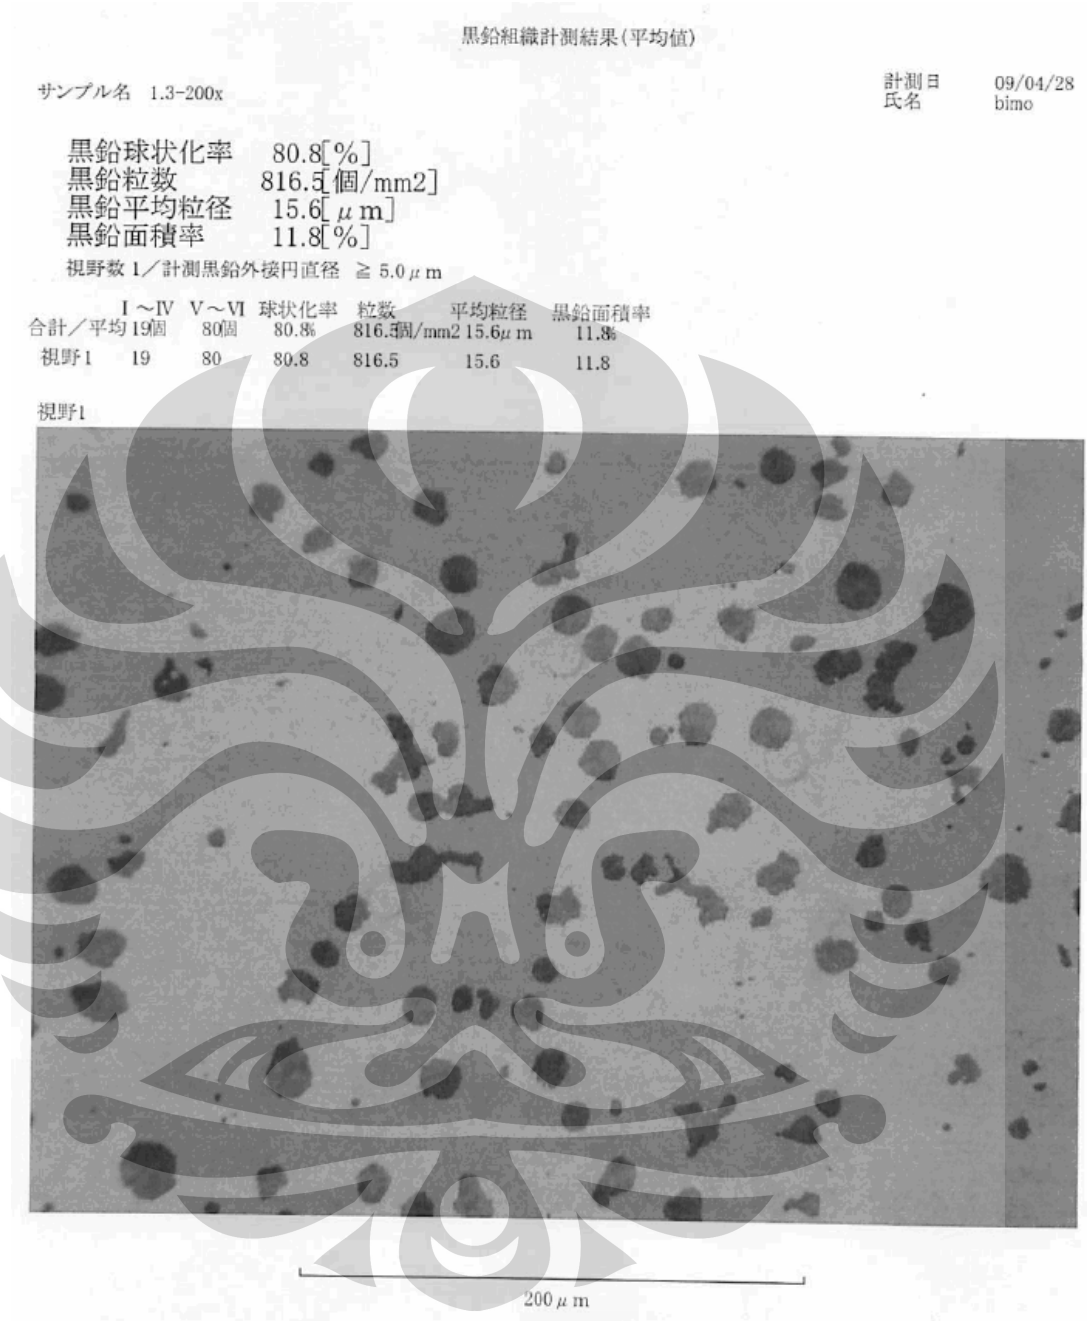 黒鉛組織計測結果(平均値)
サンプル名 1.3-200x
計測日 09/04/28
氏名 bimo
黒鉛球状化率 80.8[%]
黒鉛粒数 816.5[個/mm2]
黒鉛平均粒径 15.6[μm]
黒鉛面積率 11.8[%]
視野数 1/計測黒鉛外接円直径 ≧ 5.0μm
Ⅰ~Ⅳ Ⅴ~Ⅵ 球状化率 粒数 平均粒径 黒鉛面積率
合計/平均 19個 80個 80.8% 816.5個/mm2 15.6μm 11.8%
視野1 19 80 80.8 816.5 15.6 11.8
視野1
200μm